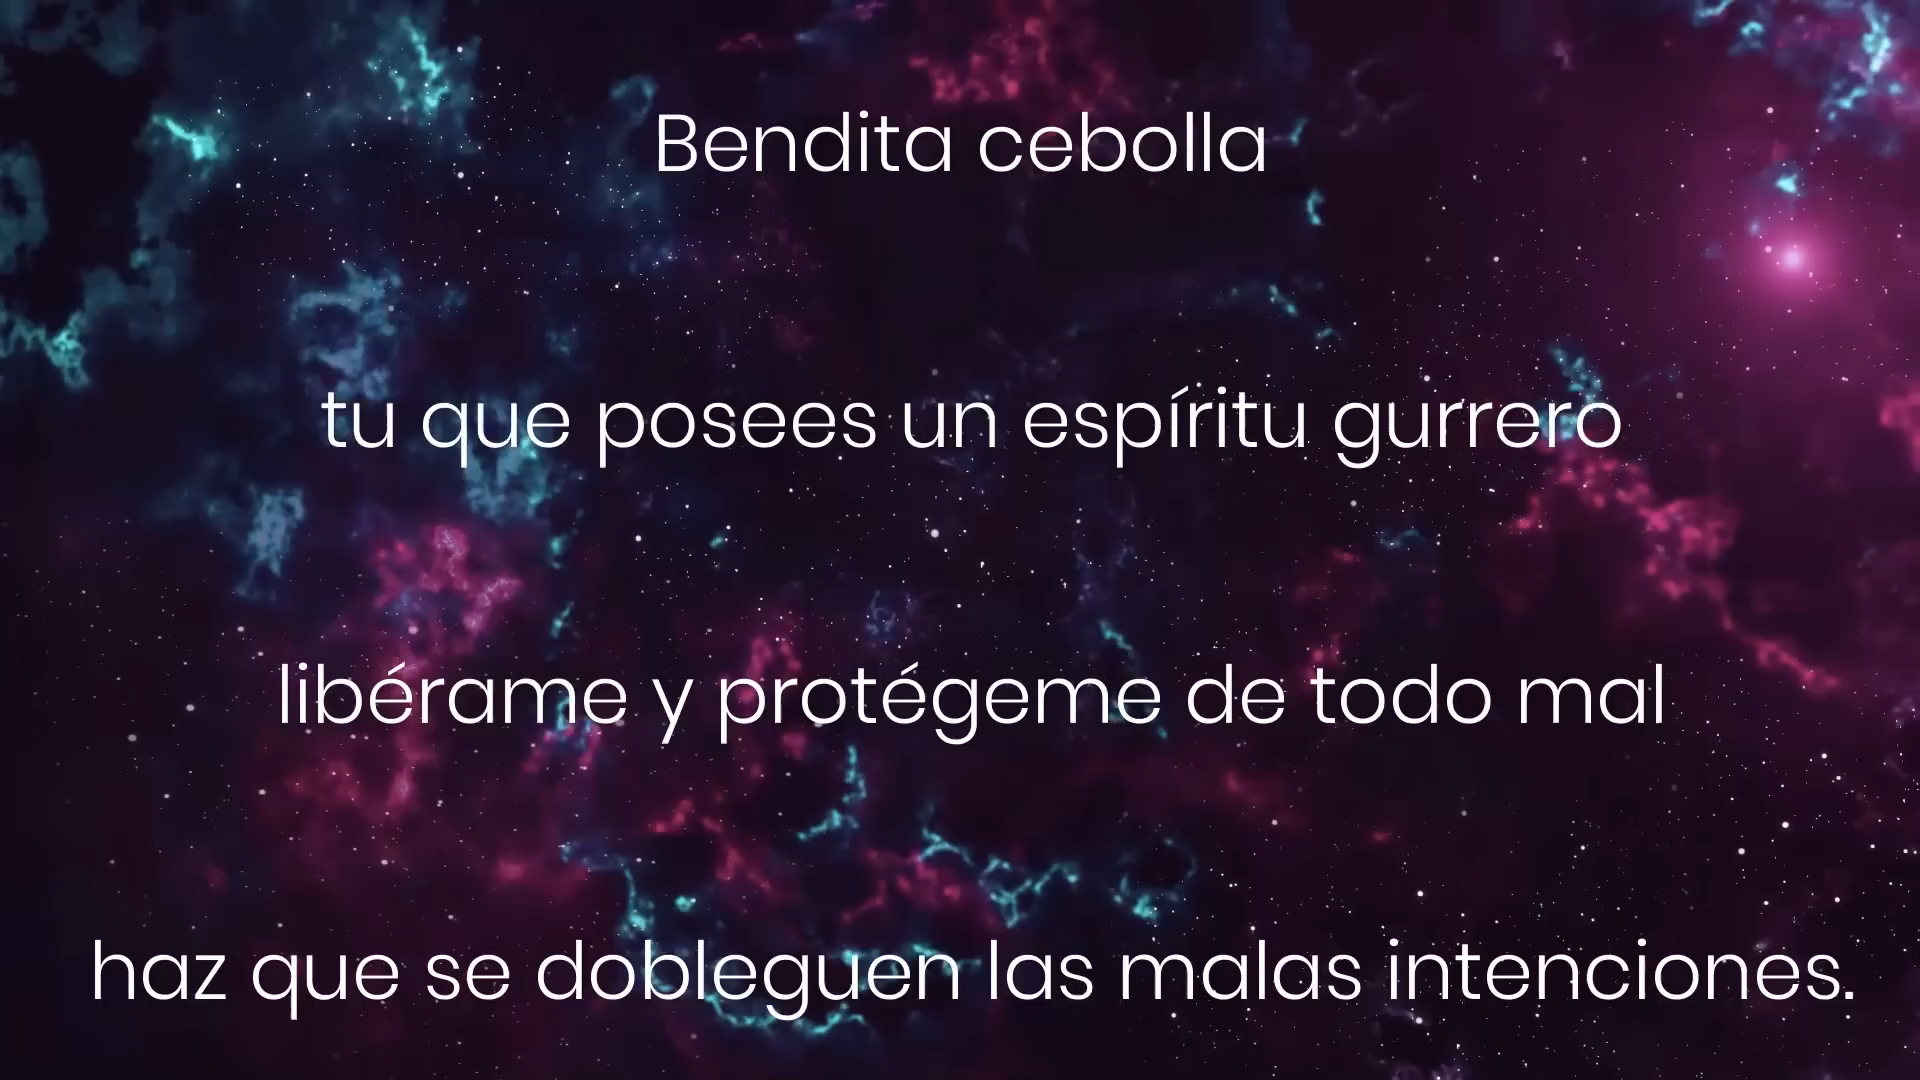 Bendita cebolla
tu que posees un espíritu gurrero
libérame y protégeme de todo mal
haz que se dobleguen las malas intenciones.